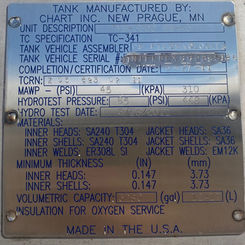 TANK MANUFACTURED BY:
CHART INC. NEW PRAGUE, MN
UNIT DESCRIPTION
TC SPECIFICATION TC-341
TANK VEHICLE ASSEMBLER
TANK VEHICLE SERIAL
COMPLETION/CERTIFICATION DATE
TCRN:
MAWP - (PSI) 45 (KPA) 310
HYDROTEST PRESSURE: (PSI) (KPA)
HYDRO TEST DATE
MATERIALS:
INNER HEADS: SA240 T304 JACKET HEADS: SA36
INNER SHELLS: SA240 T304 JACKET SHELLS: SA36
INNER WELDS: ER308L SI JACKET WELDS: EM12K
MINIMUM THICKNESS (IN) (mm)
INNER HEADS: 0.147 3.73
INNER SHELLS: 0.147 3.73
VOLUMETRIC CAPACITY: (gal) (L)
INSULATION FOR OXYGEN SERVICE
MADE IN THE U.S.A.